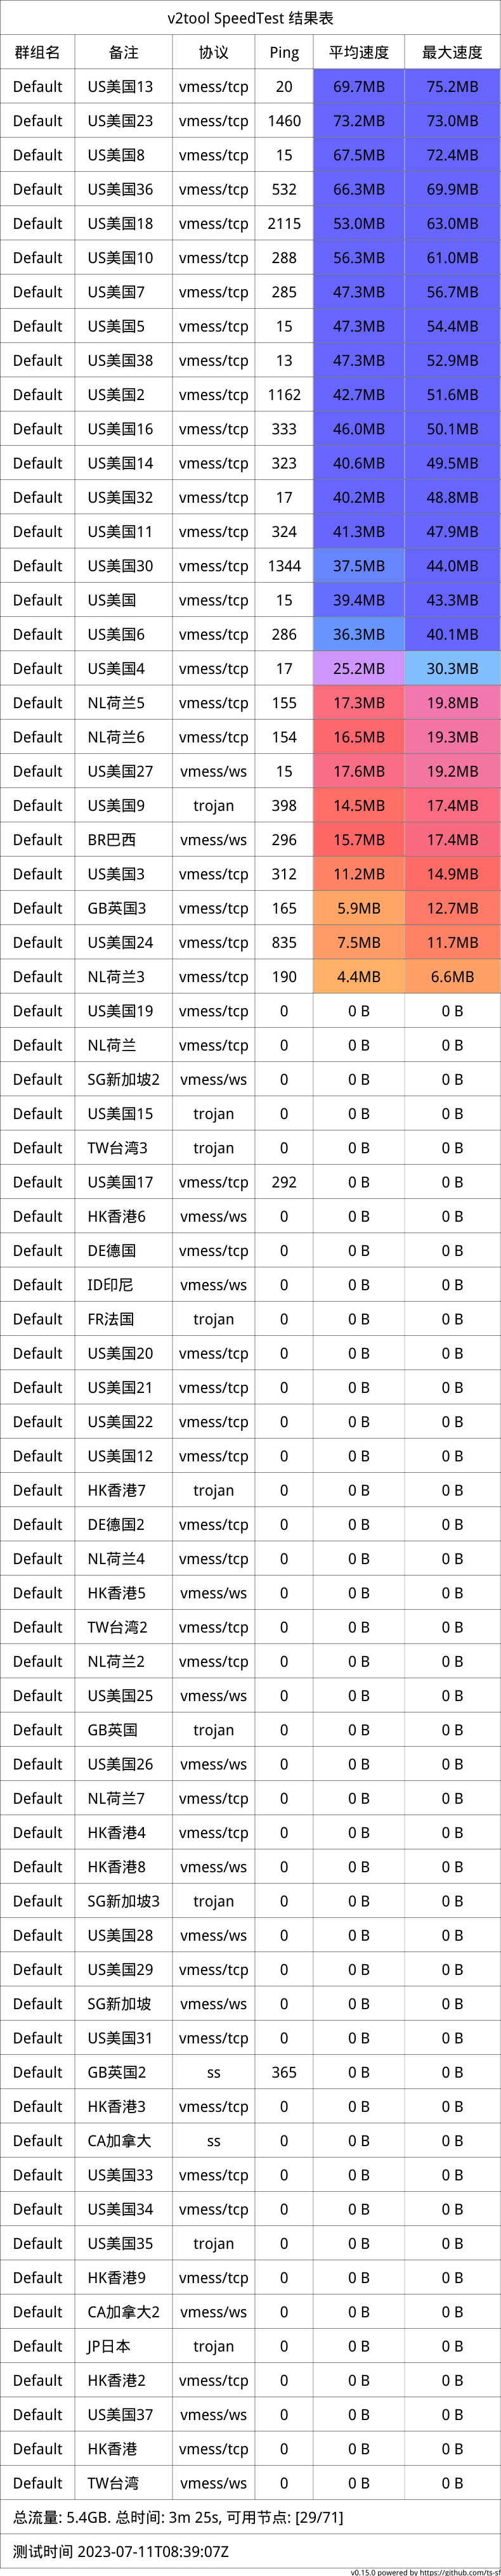 v2tool SpeedTest 结果表
群组名 备注 协议 Ping 平均速度 最大速度
Default US美国13 vmess/tcp 20 69.7MB 75.2MB
Default US美国23 vmess/tcp 1460 73.2MB 73.0MB
Default US美国8 vmess/tcp 15 67.5MB 72.4MB
Default US美国36 vmess/tcp 532 66.3MB 69.9MB
Default US美国18 vmess/tcp 2115 53.0MB 63.0MB
Default US美国10 vmess/tcp 288 56.3MB 61.0MB
Default US美国7 vmess/tcp 285 47.3MB 56.7MB
Default US美国5 vmess/tcp 15 47.3MB 54.4MB
Default US美国38 vmess/tcp 13 47.3MB 52.9MB
Default US美国2 vmess/tcp 1162 42.7MB 51.6MB
Default US美国16 vmess/tcp 333 46.0MB 50.1MB
Default US美国14 vmess/tcp 323 40.6MB 49.5MB
Default US美国32 vmess/tcp 17 40.2MB 48.8MB
Default US美国11 vmess/tcp 324 41.3MB 47.9MB
Default US美国30 vmess/tcp 1344 37.5MB 44.0MB
Default US美国 vmess/tcp 15 39.4MB 43.3MB
Default US美国6 vmess/tcp 286 36.3MB 40.1MB
Default US美国4 vmess/tcp 17 25.2MB 30.3MB
Default NL荷兰5 vmess/tcp 155 17.3MB 19.8MB
Default NL荷兰6 vmess/tcp 154 16.5MB 19.3MB
Default US美国27 vmess/ws 15 17.6MB 19.2MB
Default US美国9 trojan 398 14.5MB 17.4MB
Default BR巴西 vmess/ws 296 15.7MB 17.4MB
Default US美国3 vmess/tcp 312 11.2MB 14.9MB
Default GB英国3 vmess/tcp 165 5.9MB 12.7MB
Default US美国24 vmess/tcp 835 7.5MB 11.7MB
Default NL荷兰3 vmess/tcp 190 4.4MB 6.6MB
Default US美国19 vmess/tcp 0 0 B 0 B
Default NL荷兰 vmess/tcp 0 0 B 0 B
Default SG新加坡2 vmess/ws 0 0 B 0 B
Default US美国15 trojan 0 0 B 0 B
Default TW台湾3 trojan 0 0 B 0 B
Default US美国17 vmess/tcp 292 0 B 0 B
Default HK香港6 vmess/ws 0 0 B 0 B
Default DE德国 vmess/tcp 0 0 B 0 B
Default ID印尼 vmess/ws 0 0 B 0 B
Default FR法国 trojan 0 0 B 0 B
Default US美国20 vmess/tcp 0 0 B 0 B
Default US美国21 vmess/tcp 0 0 B 0 B
Default US美国22 vmess/tcp 0 0 B 0 B
Default US美国12 vmess/tcp 0 0 B 0 B
Default HK香港7 trojan 0 0 B 0 B
Default DE德国2 vmess/tcp 0 0 B 0 B
Default NL荷兰4 vmess/tcp 0 0 B 0 B
Default HK香港5 vmess/ws 0 0 B 0 B
Default TW台湾2 vmess/tcp 0 0 B 0 B
Default NL荷兰2 vmess/tcp 0 0 B 0 B
Default US美国25 vmess/ws 0 0 B 0 B
Default GB英国 trojan 0 0 B 0 B
Default US美国26 vmess/ws 0 0 B 0 B
Default NL荷兰7 vmess/tcp 0 0 B 0 B
Default HK香港4 vmess/tcp 0 0 B 0 B
Default HK香港8 vmess/ws 0 0 B 0 B
Default SG新加坡3 trojan 0 0 B 0 B
Default US美国28 vmess/ws 0 0 B 0 B
Default US美国29 vmess/tcp 0 0 B 0 B
Default SG新加坡 vmess/ws 0 0 B 0 B
Default US美国31 vmess/tcp 0 0 B 0 B
Default GB英国2 ss 365 0 B 0 B
Default HK香港3 vmess/tcp 0 0 B 0 B
Default CA加拿大 ss 0 0 B 0 B
Default US美国33 vmess/tcp 0 0 B 0 B
Default US美国34 vmess/tcp 0 0 B 0 B
Default US美国35 trojan 0 0 B 0 B
Default HK香港9 vmess/tcp 0 0 B 0 B
Default CA加拿大2 vmess/ws 0 0 B 0 B
Default JP日本 trojan 0 0 B 0 B
Default HK香港2 vmess/tcp 0 0 B 0 B
Default US美国37 vmess/ws 0 0 B 0 B
Default HK香港 vmess/tcp 0 0 B 0 B
Default TW台湾 vmess/ws 0 0 B 0 B
总流量: 5.4GB. 总时间: 3m 25s, 可用节点: [29/71]
测试时间 2023-07-11T08:39:07Z
v0.15.0 powered by https://github.com/ts-sf